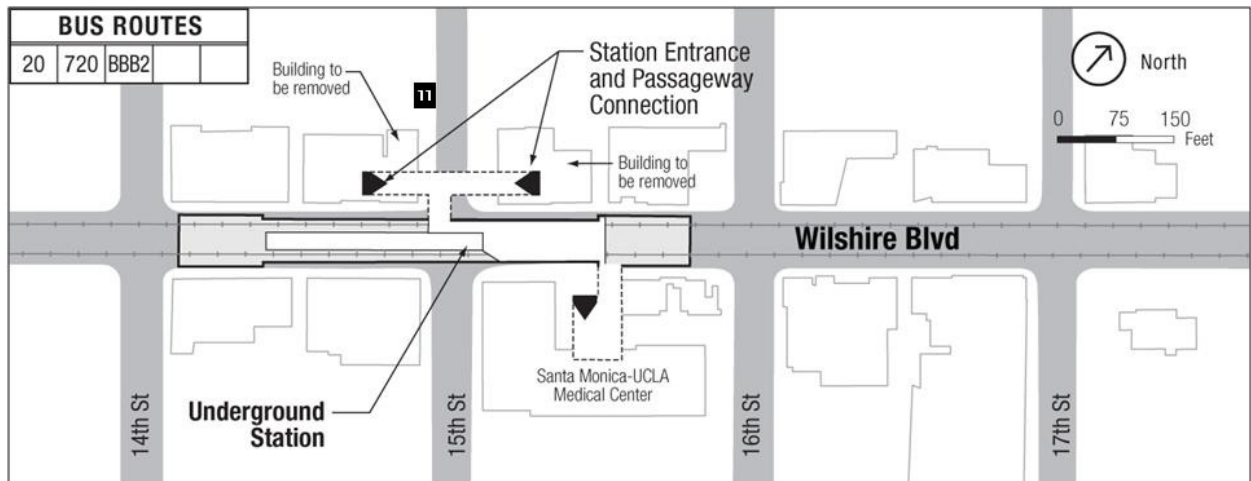 BUS ROUTES
20 720 BBB2
Building to
be removed
11
Station Entrance
and Passageway
Connection
North
0 75 150
Feet
Building to
be removed
Wilshire Blvd
Santa Monica-UCLA
Medical Center
Underground
Station
14th St
15th St
16th St
17th St